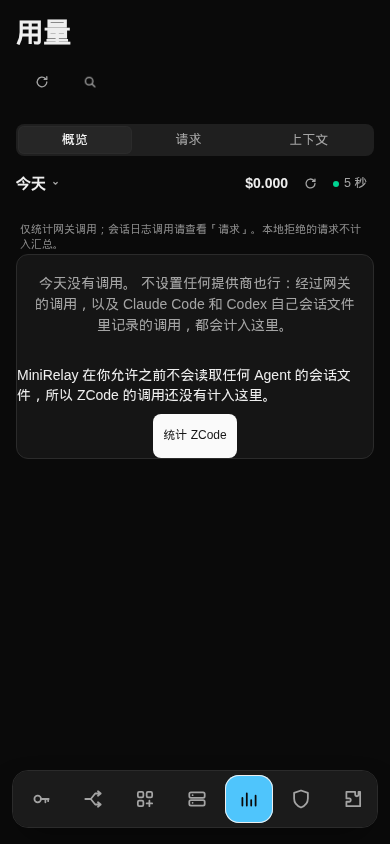 用量
概览 请求 上下文
今天 $0.000 5 秒
仅统计网关调用；会话日志调用请查看「请求」。本地拒绝的请求不计
入汇总。
今天没有调用。 不设置任何提供商也行：经过网关
的调用，以及 Claude Code 和 Codex 自己会话文件
里记录的调用，都会计入这里。
MiniRelay 在你允许之前不会读取任何 Agent 的会话文
件，所以 ZCode 的调用还没有计入这里。
统计 ZCode